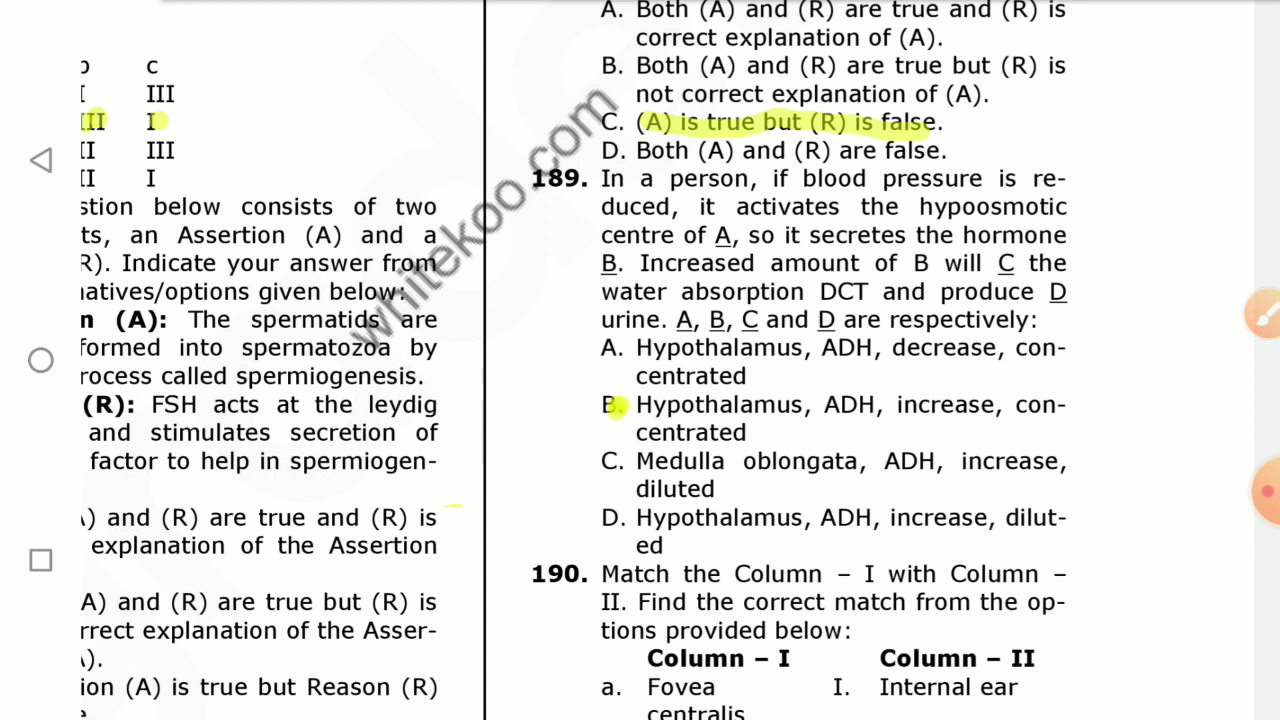 b c
I III
III I
II III
II I
stion below consists of two
ts, an Assertion (A) and a
R). Indicate your answer from
natives/options given below:
n (A): The spermatids are
formed into spermatozoa by
rocess called spermiogenesis.
(R): FSH acts at the leydig
and stimulates secretion of
factor to help in spermiogen-
) and (R) are true and (R) is
explanation of the Assertion
A) and (R) are true but (R) is
rrect explanation of the Asser-
).
ion (A) is true but Reason (R)
A. Both (A) and (R) are true and (R) is
correct explanation of (A).
B. Both (A) and (R) are true but (R) is
not correct explanation of (A).
C. (A) is true but (R) is false.
D. Both (A) and (R) are false.
189. In a person, if blood pressure is re-
duced, it activates the hypoosmotic
centre of A, so it secretes the hormone
B. Increased amount of B will C the
water absorption DCT and produce D
urine. A, B, C and D are respectively:
A. Hypothalamus, ADH, decrease, con-
centrated
B. Hypothalamus, ADH, increase, con-
centrated
C. Medulla oblongata, ADH, increase,
diluted
D. Hypothalamus, ADH, increase, dilut-
ed
190. Match the Column – I with Column –
II. Find the correct match from the op-
tions provided below:
Column – I Column – II
a. Fovea I. Internal ear
centralis
whitekoo.com